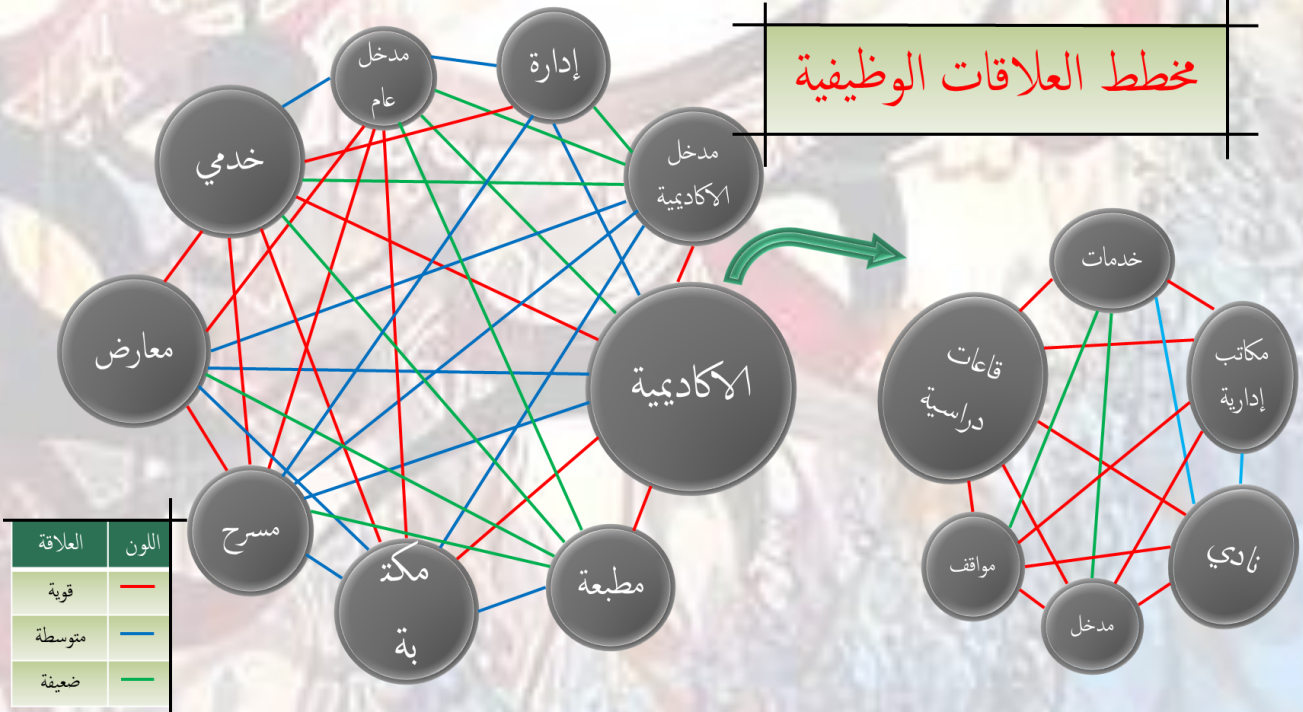 مخطط العلاقات الوظيفية
إدارة
مدخل
عام
مدخل
الاكاديمية
خدمي
معارض
الاكاديمية
مسرح
مكتـ
بة
مطبعة
خدمات
مكاتب
إدارية
قاعات
دراسية
نادي
مواقف
مدخل
اللون العلاقة
قوية
متوسطة
ضعيفة